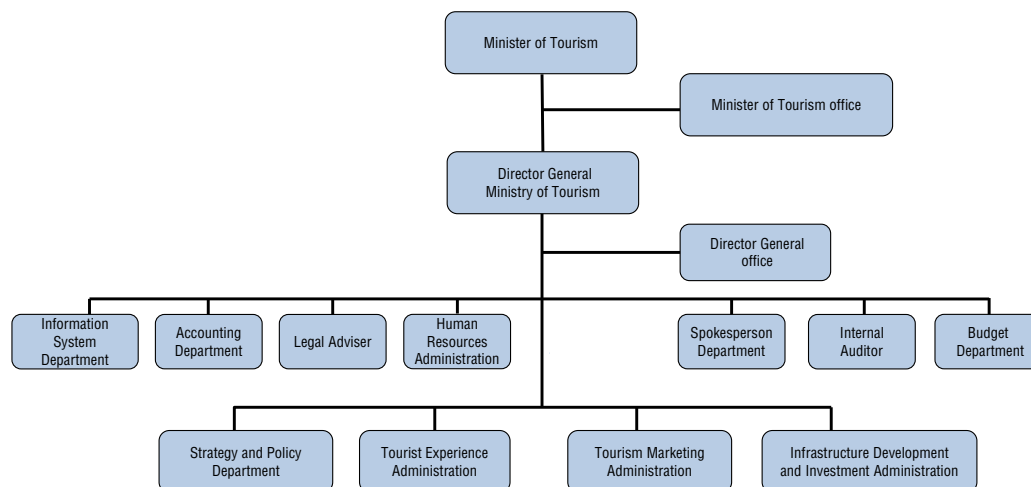 Minister of Tourism
Minister of Tourism office
Director General
Ministry of Tourism
Director General
office
Information
System
Department
Accounting
Department
Legal Adviser
Human
Resources
Administration
Spokesperson
Department
Internal
Auditor
Budget
Department
Strategy and Policy
Department
Tourist Experience
Administration
Tourism Marketing
Administration
Infrastructure Development
and Investment Administration